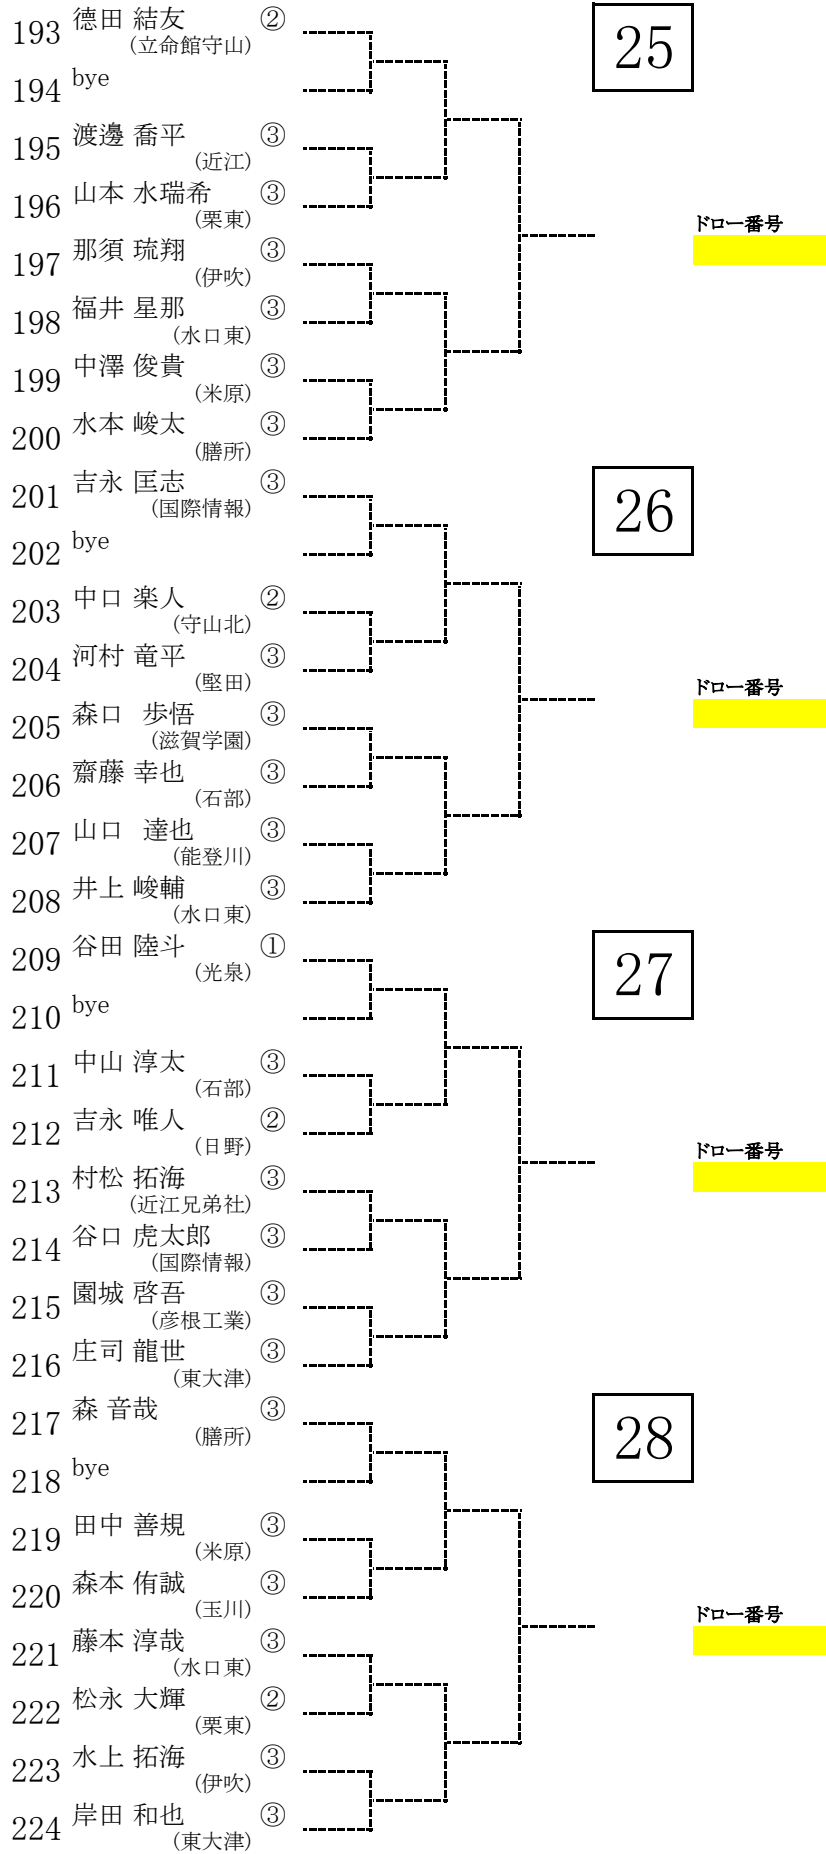 193 德田 結友 ②
(立命館守山)
25
194 bye
195 渡邊 喬平 ③
(近江)
196 山本 水瑞希 ③
(栗東)
ドロー番号
197 那須 琉翔 ③
(伊吹)
198 福井 星那 ③
(水口東)
199 中澤 俊貴 ③
(米原)
200 水本 峻太 ③
(膳所)
201 吉永 匡志 ③
(国際情報)
26
202 bye
203 中口 楽人 ②
(守山北)
204 河村 竜平 ③
(堅田)
ドロー番号
205 森口 歩悟 ③
(滋賀学園)
206 齋藤 幸也 ③
(石部)
207 山口 達也 ③
(能登川)
208 井上 峻輔 ③
(水口東)
209 谷田 陸斗 ①
(光泉)
27
210 bye
211 中山 淳太 ③
(石部)
212 吉永 唯人 ②
(日野)
ドロー番号
213 村松 拓海 ③
(近江兄弟社)
214 谷口 虎太郎 ③
(国際情報)
215 園城 啓吾 ③
(彦根工業)
216 庄司 龍世 ③
(東大津)
217 森 音哉 ③
(膳所)
28
218 bye
219 田中 善規 ③
(米原)
220 森本 侑誠 ③
(玉川)
ドロー番号
221 藤本 淳哉 ③
(水口東)
222 松永 大輝 ②
(栗東)
223 水上 拓海 ③
(伊吹)
224 岸田 和也 ③
(東大津)